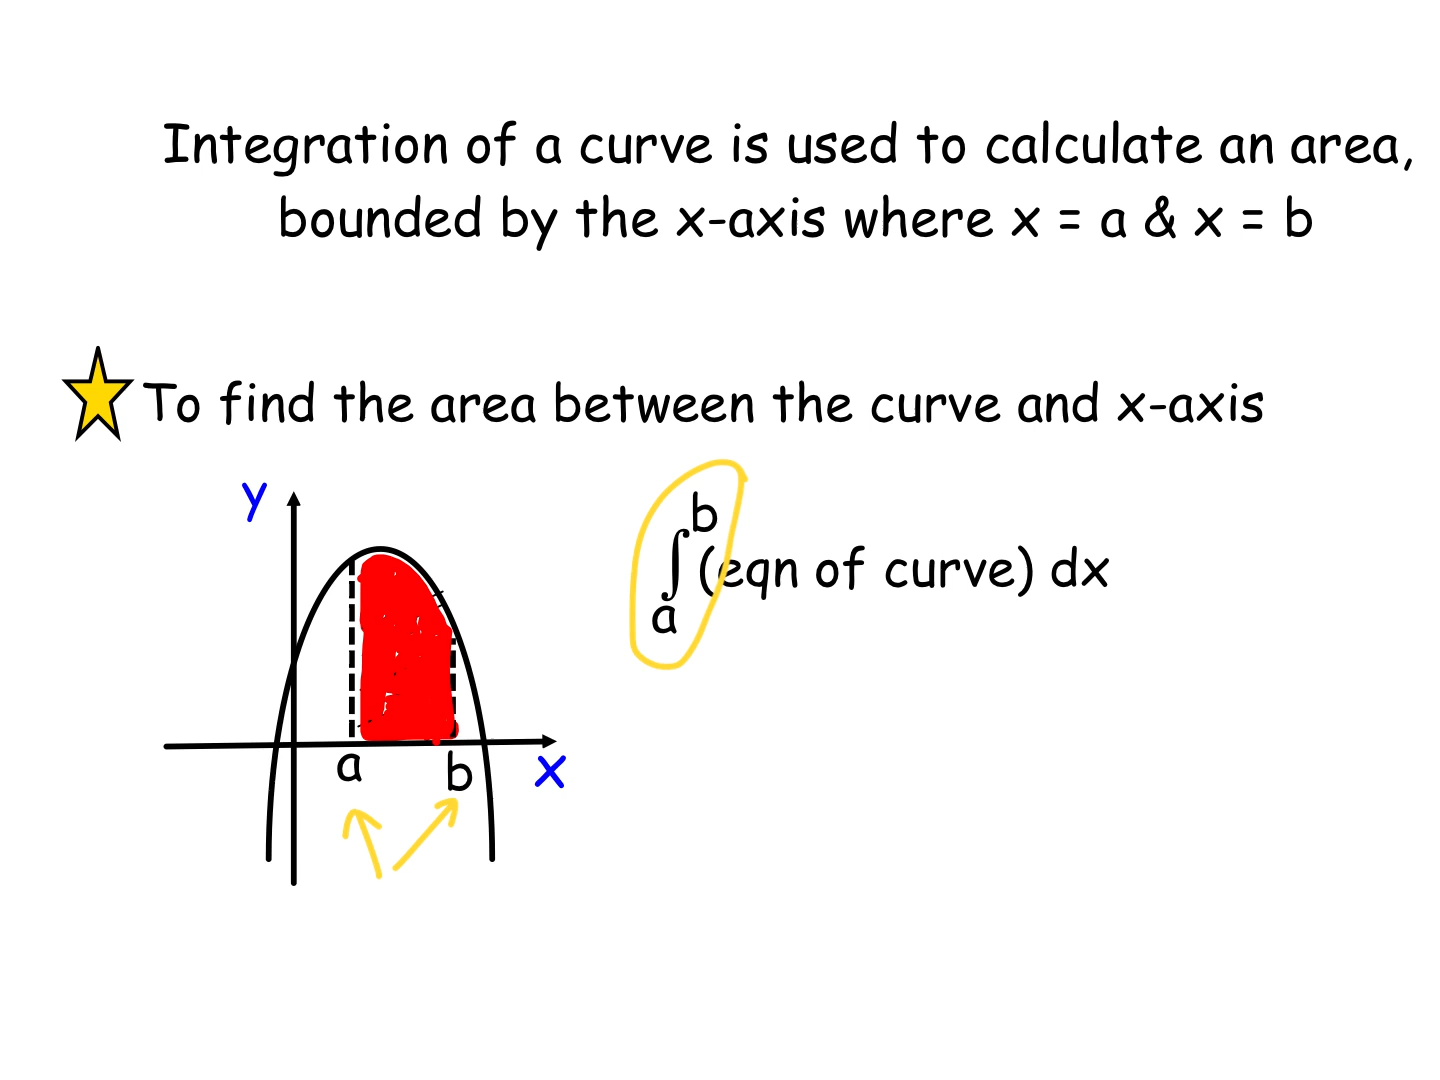 Integration of a curve is used to calculate an area,
bounded by the x-axis where x = a & x = b
To find the area between the curve and x-axis
y
b
∫ (eqn of curve) dx
a
a
b
x